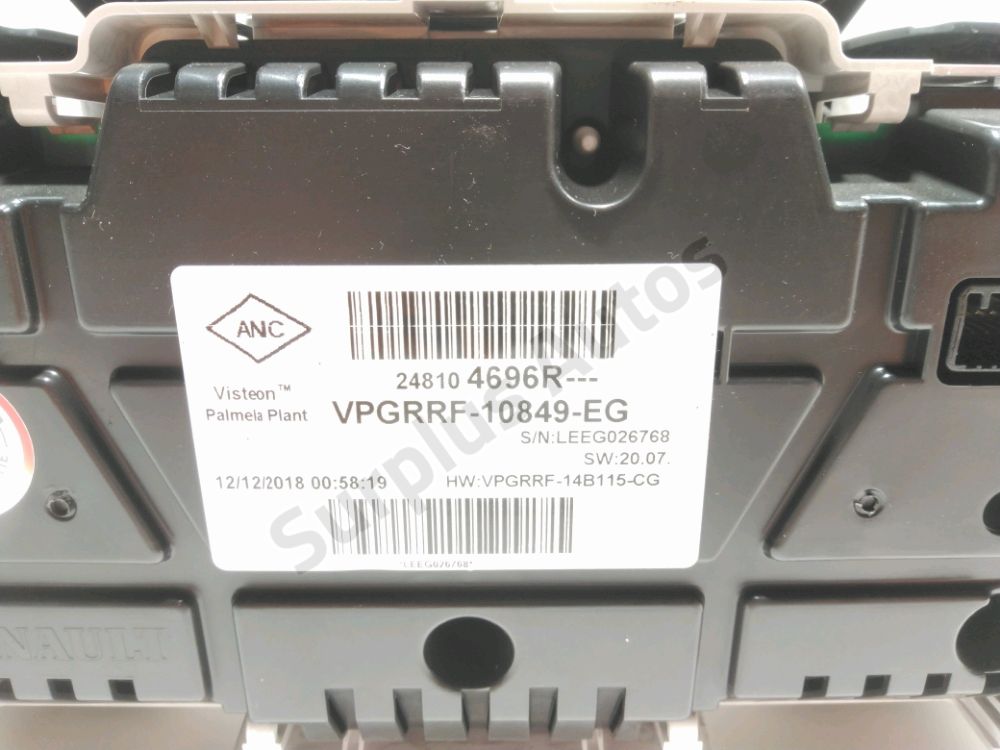 ANC
Visteon™
Palmela Plant
24810 4696R---
VPGRRF-10849-EG
S/N:LEEG026768
SW:20.07.
12/12/2018 00:58:19 HW:VPGRRF-14B115-CG
*LEEG026768*
Surplus Autos
NAULT